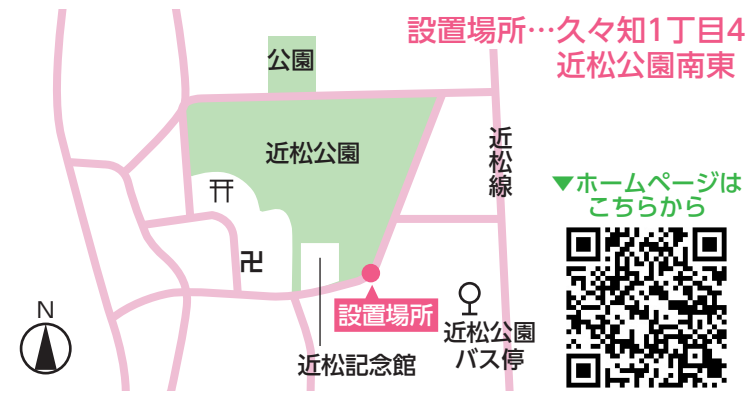 設置場所…久々知1丁目4
近松公園南東
公園
近松公園
近松線
▼ホームページは
こちらから
卍
N
設置場所
近松公園
バス停
近松記念館